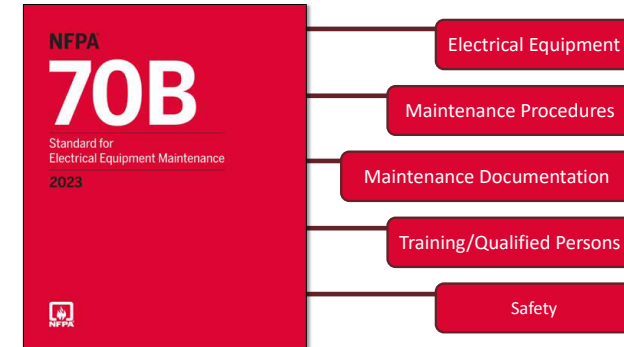 NFPA
70B
Standard for
Electrical Equipment Maintenance
2023
NFPA
Electrical Equipment
Maintenance Procedures
Maintenance Documentation
Training/Qualified Persons
Safety